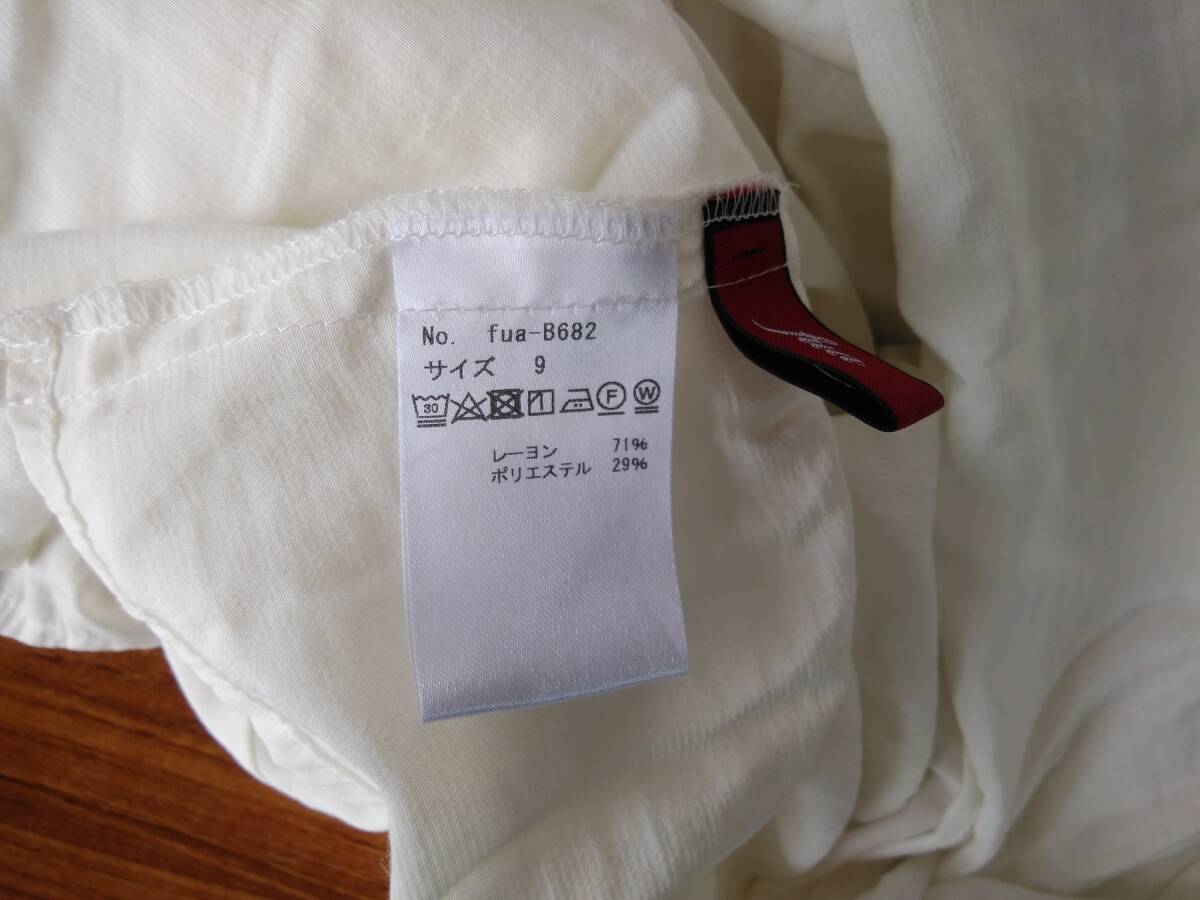 No. fua-B682
サイズ 9
30 F W
レーヨン 71%
ポリエステル 29%